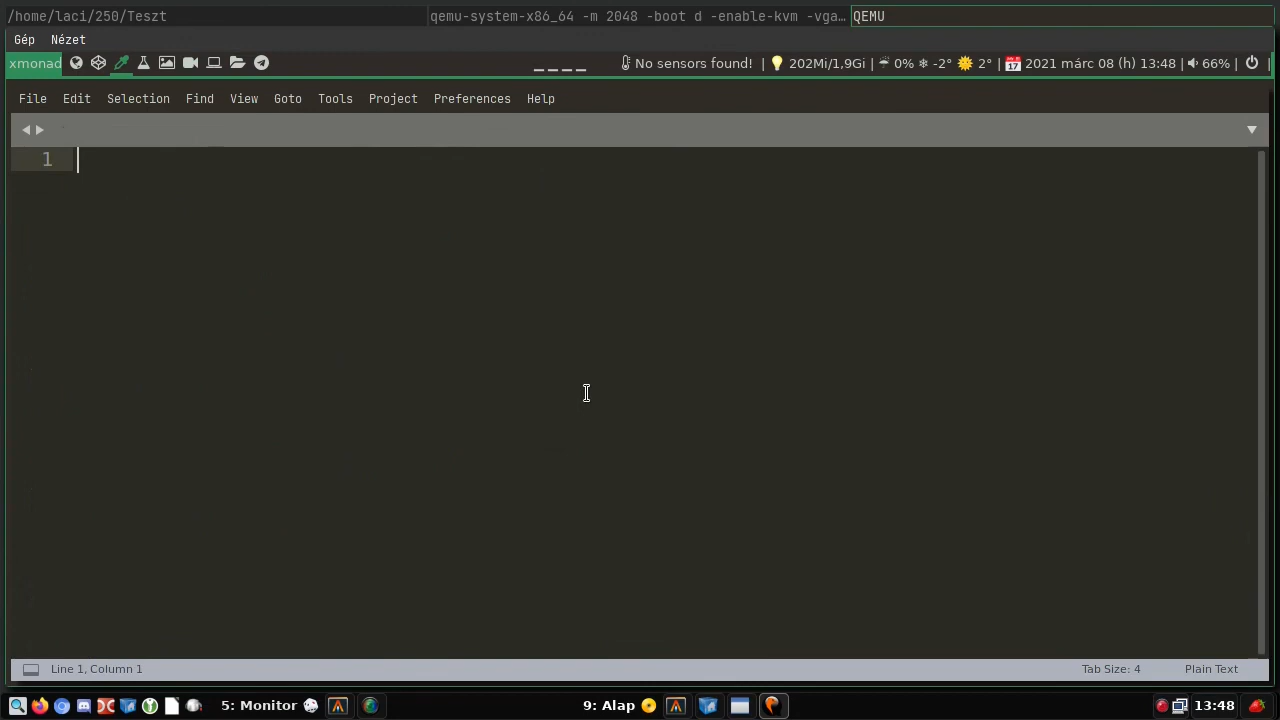 /home/laci/250/Teszt qemu-system-x86_64 -m 2048 -boot d -enable-kvm -vga… QEMU
Gép Nézet
xmonad No sensors found! | 202Mi/1,9Gi | 0% -2° 2° | 2021 márc 08 (h) 13:48 | 66% | |
File Edit Selection Find View Goto Tools Project Preferences Help
1
Line 1, Column 1 Tab Size: 4 Plain Text
5: Monitor 9: Alap 13:48